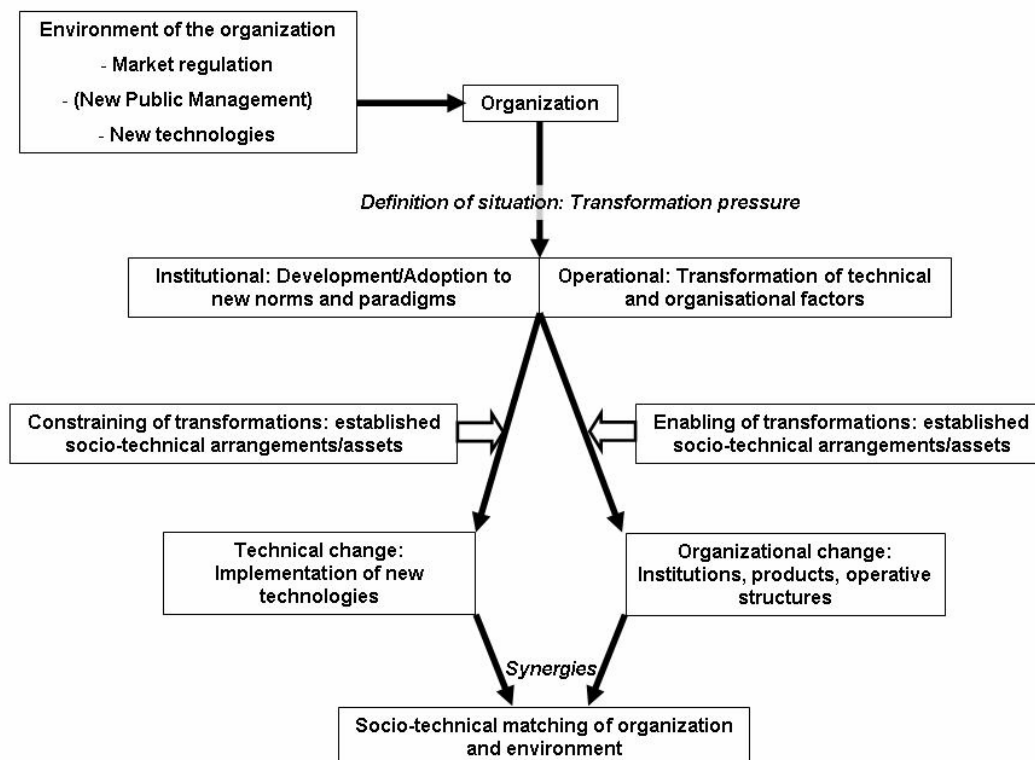 Environment of the organization
- Market regulation
- (New Public Management)
- New technologies
Organization
Definition of situation: Transformation pressure
Institutional: Development/Adoption to
new norms and paradigms
Operational: Transformation of technical
and organisational factors
Constraining of transformations: established
socio-technical arrangements/assets
Enabling of transformations: established
socio-technical arrangements/assets
Technical change:
Implementation of new
technologies
Organizational change:
Institutions, products, operative
structures
Synergies
Socio-technical matching of organization
and environment